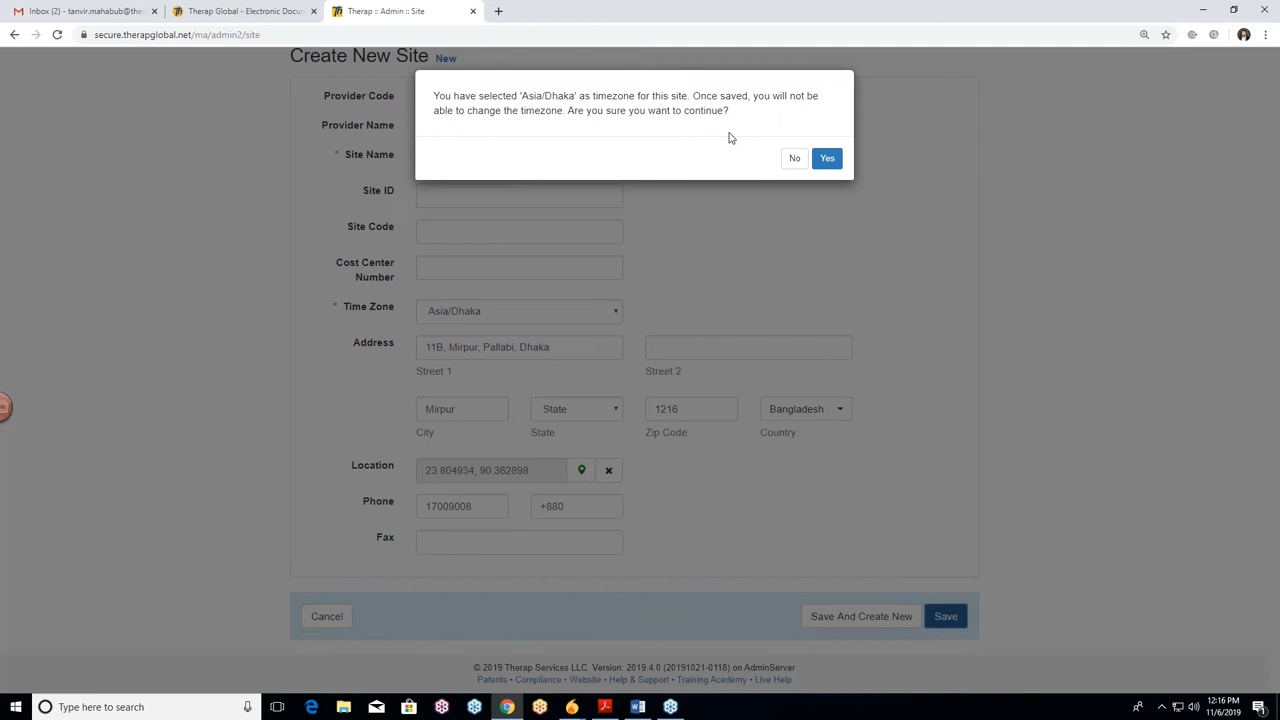 Inbox (1) - tanvir.mahabub@ther
Therap Global - Electronic Docu
Therap Admin :: Site
secure.therapglobal.net/ma/admin2/site
Create New Site New
You have selected 'Asia/Dhaka' as timezone for this site. Once saved, you will not be
able to change the timezone. Are you sure you want to continue?
No
Yes
Provider Code
Provider Name
* Site Name
Site ID
Site Code
Cost Center
Number
* Time Zone
Asia/Dhaka
Address
11B, Mirpur, Pallabi, Dhaka
Street 1
Street 2
Mirpur
State
1216
Bangladesh
City
State
Zip Code
Country
Location
23.804934, 90.362898
Phone
17009008
+880
Fax
Cancel
Save And Create New
Save
© 2019 Therap Services LLC. Version: 2019.4.0 (20191021-0118) on AdminServer
Patents • Compliance • Website • Help & Support • Training Academy • Live Help
Type here to search
12:16 PM
11/6/2019